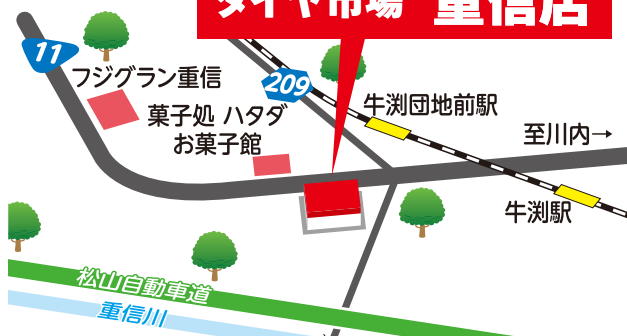 タイヤ市場 重信店
11
フジグラン重信
209
菓子処 ハタダ
お菓子館
牛渕団地前駅
至川内→
牛渕駅
松山自動車道
重信川